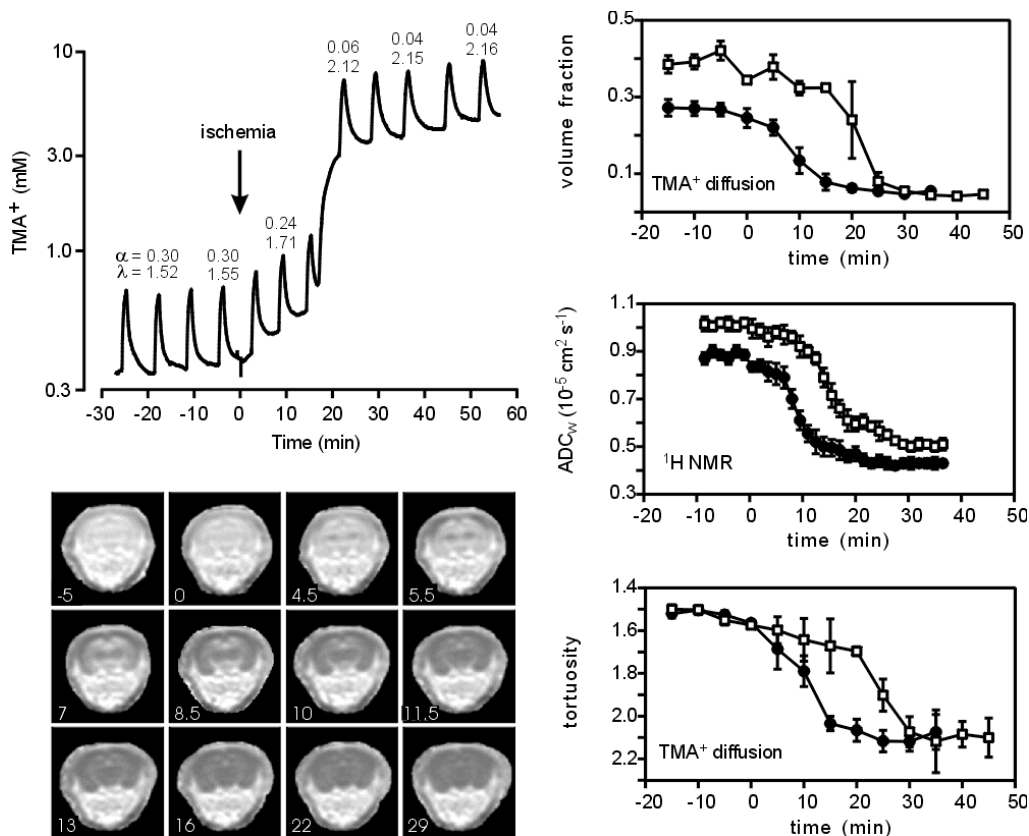 10
3.0
1.0
0.3
TMA⁺ (mM)
ischemia
α = 0.30
λ = 1.52
0.30
1.55
0.24
1.71
0.06
2.12
0.04
2.15
0.04
2.16
-30 -20 -10 0 10 20 30 40 50 60
Time (min)
-5 0 4.5 5.5
7 8.5 10 11.5
13 16 22 29
0.5
0.3
0.1
volume fraction
TMA⁺ diffusion
-20 -10 0 10 20 30 40 50
time (min)
1.1
0.9
0.7
0.5
0.3
ADC_W (10⁻⁵ cm² s⁻¹)
¹H NMR
-20 -10 0 10 20 30 40 50
time (min)
1.4
1.6
1.8
2.0
2.2
tortuosity
TMA⁺ diffusion
-20 -10 0 10 20 30 40 50
time (min)